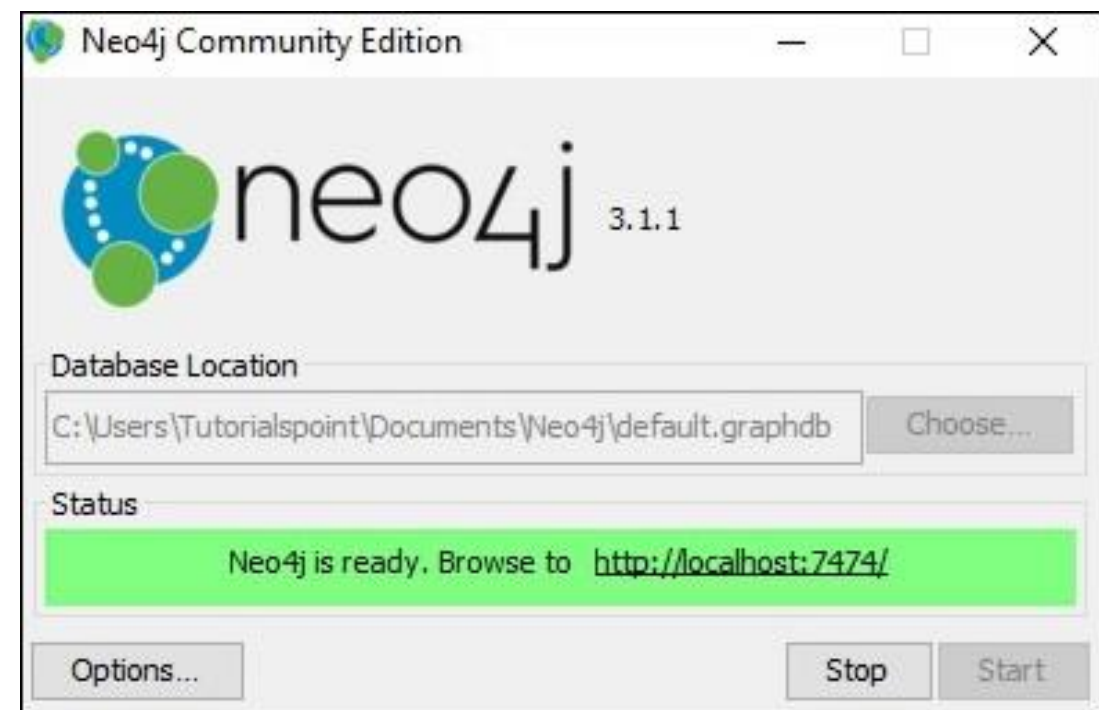 Neo4j Community Edition
neo4j 3.1.1
Database Location
C:\Users\Tutorialspoint\Documents\Neo4j\default.graphdb Choose...
Status
Neo4j is ready. Browse to http://localhost:7474/
Options... Stop Start